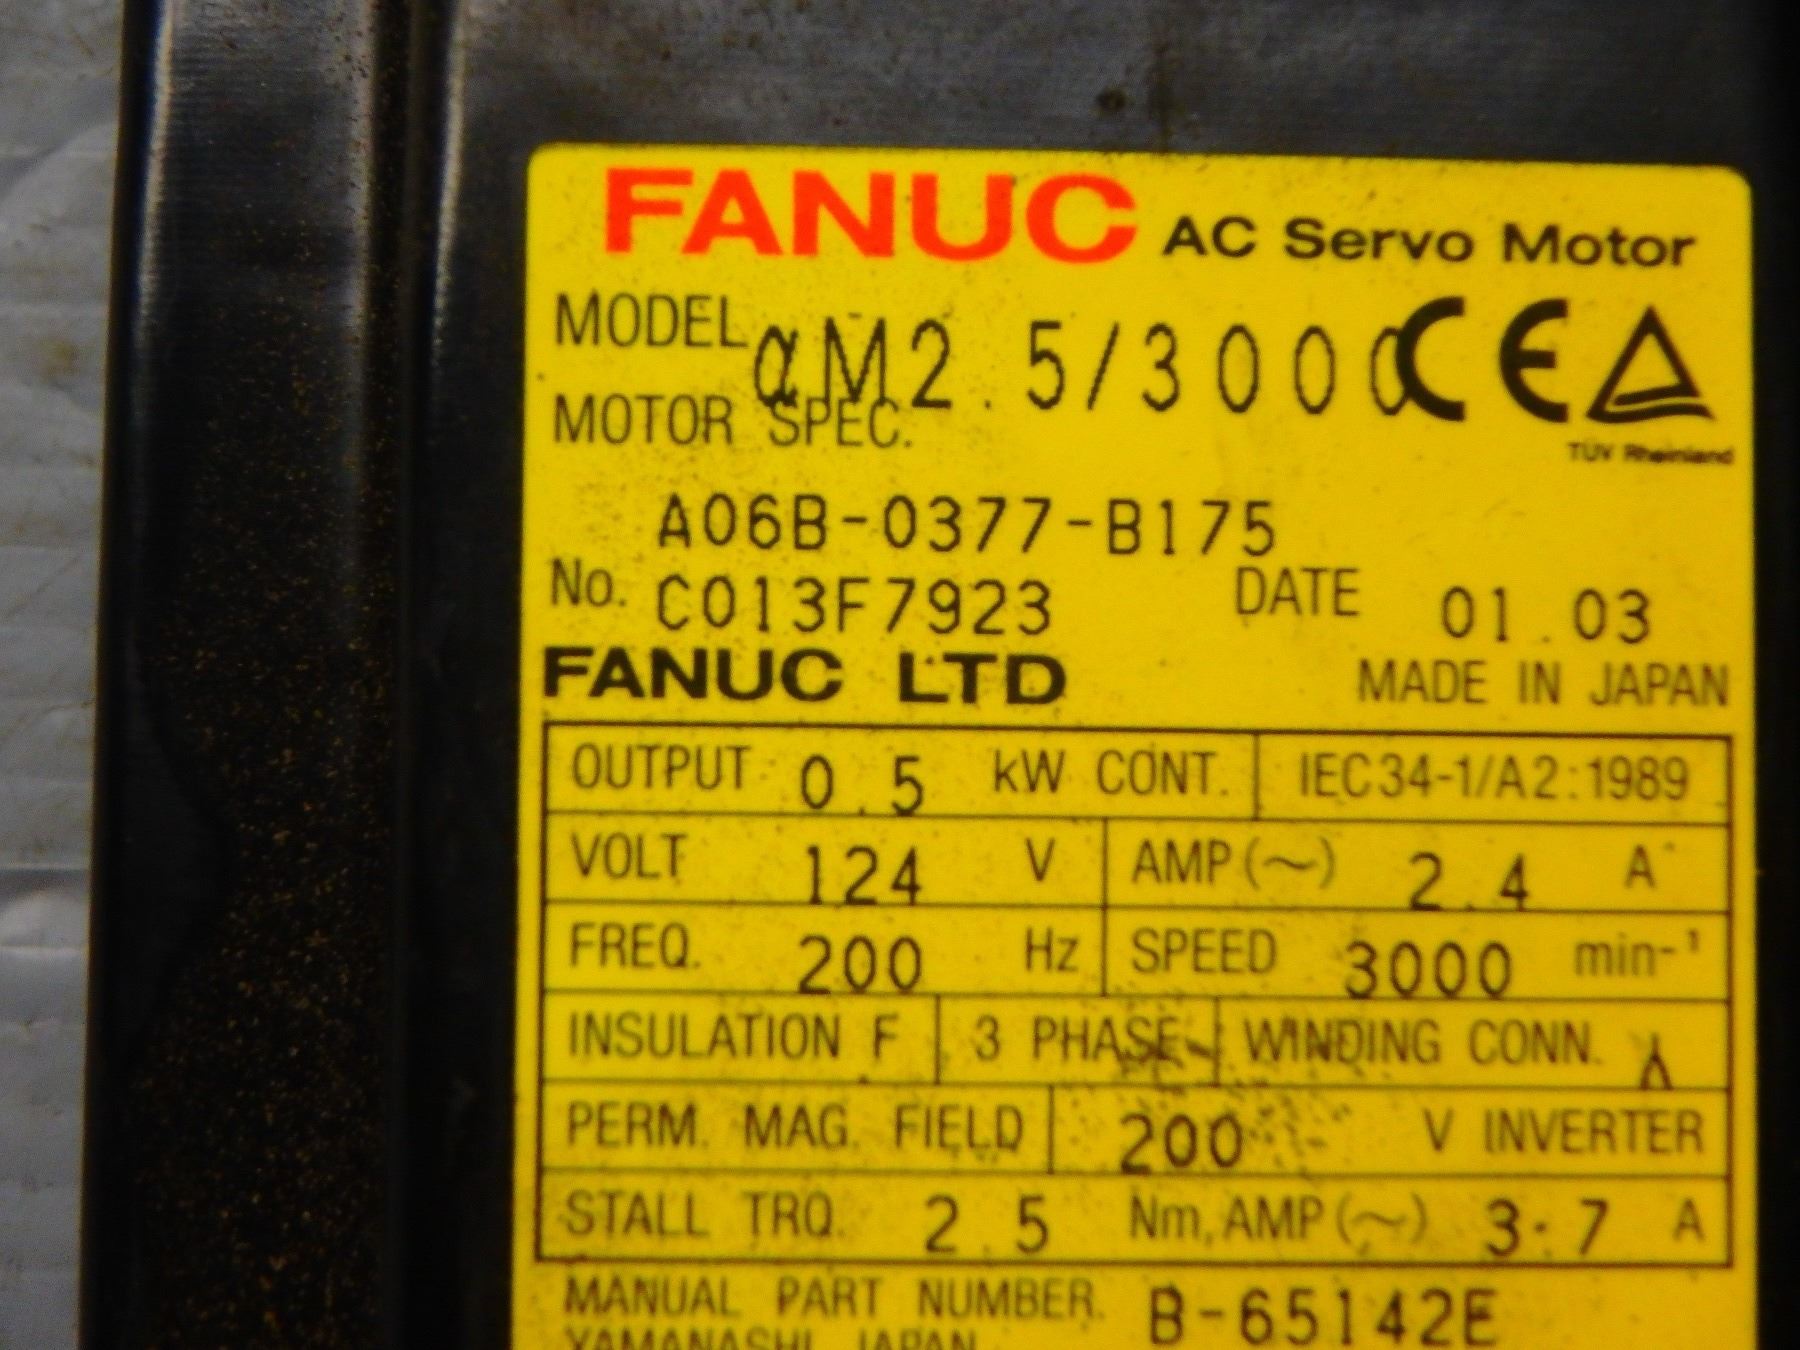 FANUC AC Servo Motor
MODEL αM2.5/3000 CE
TÜV Rheinland
MOTOR SPEC.
A06B-0377-B175
No. C013F7923 DATE 01.03
FANUC LTD MADE IN JAPAN
OUTPUT 0.5 kW CONT. IEC34-1/A2:1989
VOLT 124 V AMP(~) 2.4 A
FREQ. 200 Hz SPEED 3000 min-¹
INSULATION F 3 PHASE WINDING CONN.
PERM. MAG. FIELD 200 V INVERTER
STALL TRQ. 2.5 Nm, AMP(~) 3.7 A
MANUAL PART NUMBER. B-65142E
YAMANASHI JAPAN